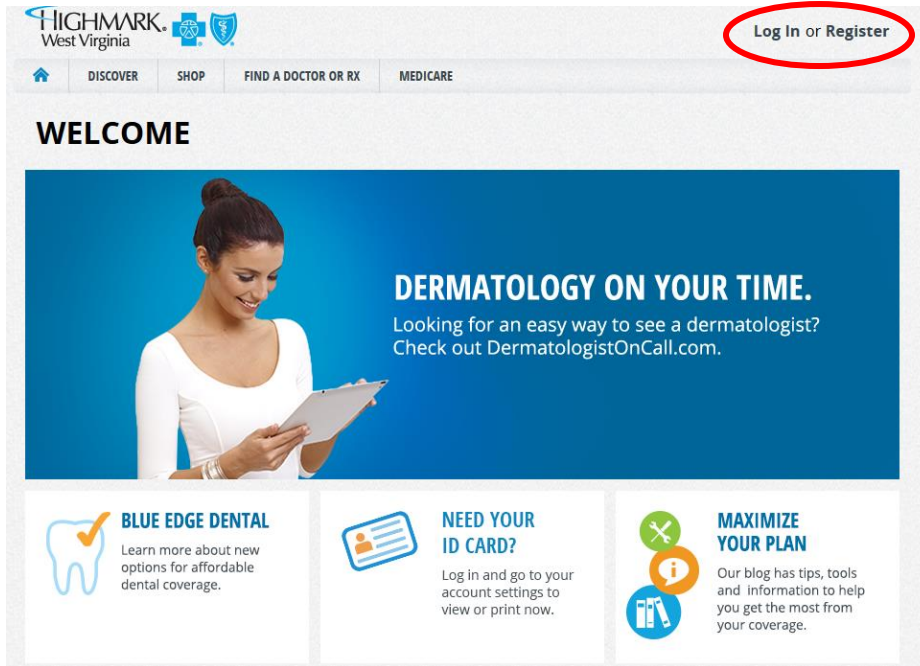 HIGHMARK.
West Virginia
Log In or Register
DISCOVER SHOP FIND A DOCTOR OR RX MEDICARE
WELCOME
DERMATOLOGY ON YOUR TIME.
Looking for an easy way to see a dermatologist?
Check out DermatologistOnCall.com.
BLUE EDGE DENTAL
Learn more about new
options for affordable
dental coverage.
NEED YOUR
ID CARD?
Log in and go to your
account settings to
view or print now.
MAXIMIZE
YOUR PLAN
Our blog has tips, tools
and information to help
you get the most from
your coverage.